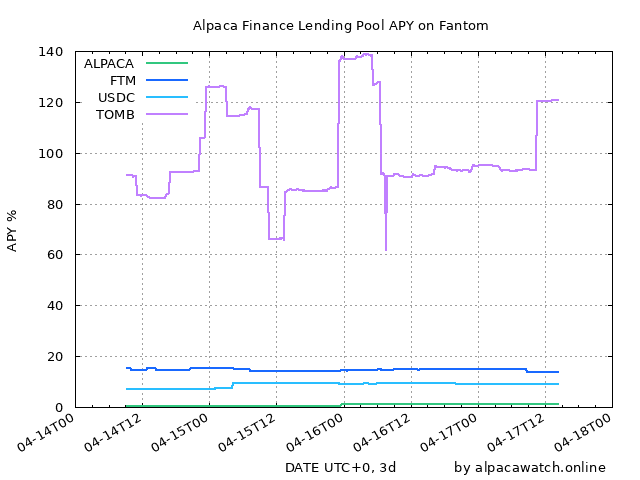 Alpaca Finance Lending Pool APY on Fantom
140
120
100
80
60
40
20
0
APY %
ALPACA
FTM
USDC
TOMB
04-14T00
04-14T12
04-15T00
04-15T12
04-16T00
04-16T12
04-17T00
04-17T12
04-18T00
DATE UTC+0, 3d
by alpacawatch.online